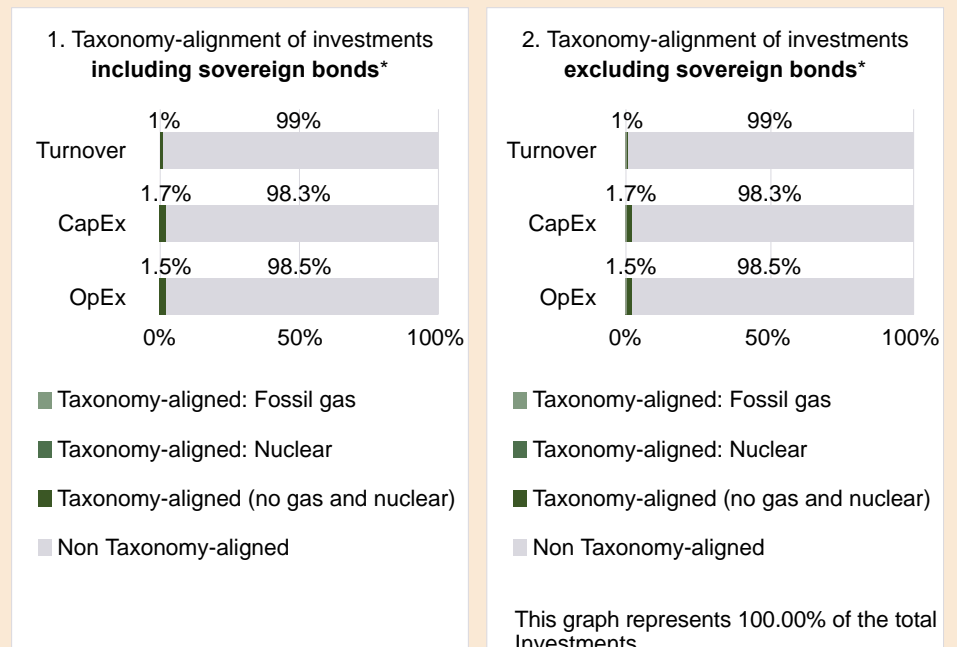 1. Taxonomy-alignment of investments
including sovereign bonds*
1% 99%
Turnover
1.7% 98.3%
CapEx
1.5% 98.5%
OpEx
0% 50% 100%
Taxonomy-aligned: Fossil gas
Taxonomy-aligned: Nuclear
Taxonomy-aligned (no gas and nuclear)
Non Taxonomy-aligned
2. Taxonomy-alignment of investments
excluding sovereign bonds*
1% 99%
Turnover
1.7% 98.3%
CapEx
1.5% 98.5%
OpEx
0% 50% 100%
Taxonomy-aligned: Fossil gas
Taxonomy-aligned: Nuclear
Taxonomy-aligned (no gas and nuclear)
Non Taxonomy-aligned
This graph represents 100.00% of the total
Investments